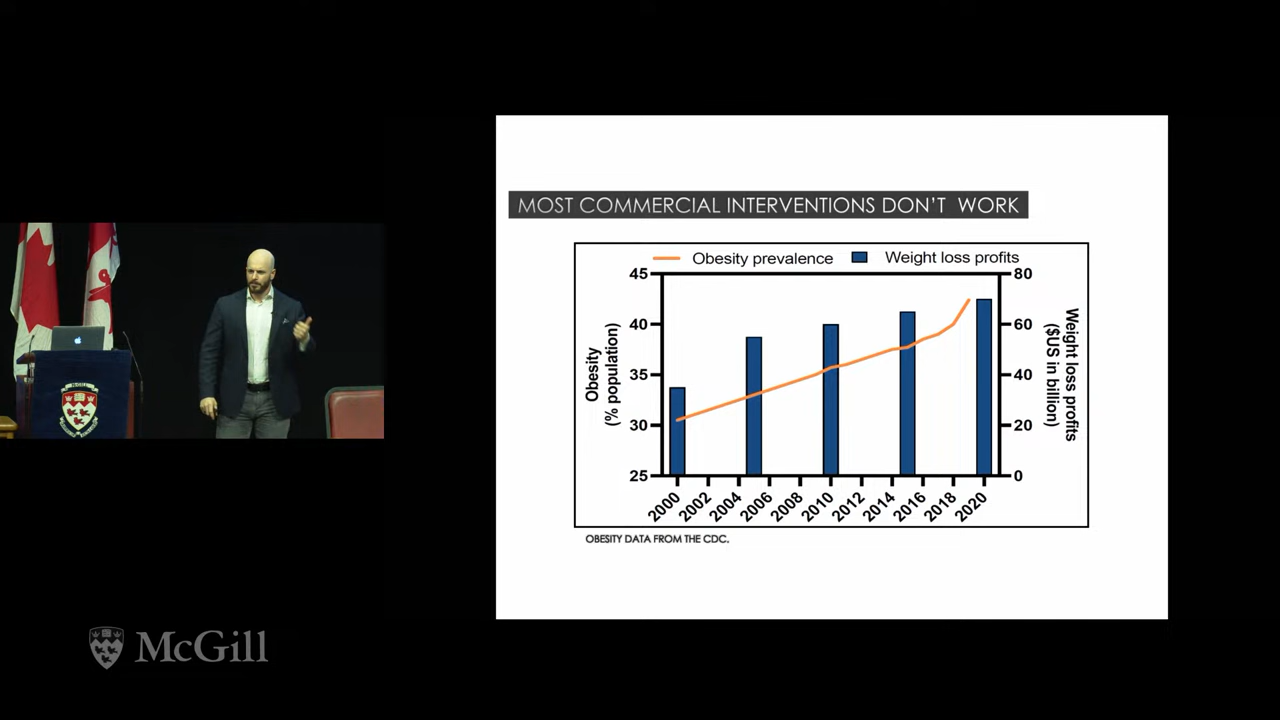 MOST COMMERCIAL INTERVENTIONS DON'T WORK
Obesity prevalence
Weight loss profits
45
40
35
30
25
Obesity
(% population)
80
60
40
20
0
Weight loss profits
($US in billion)
2000
2002
2004
2006
2008
2010
2012
2014
2016
2018
2020
OBESITY DATA FROM THE CDC.
McGill